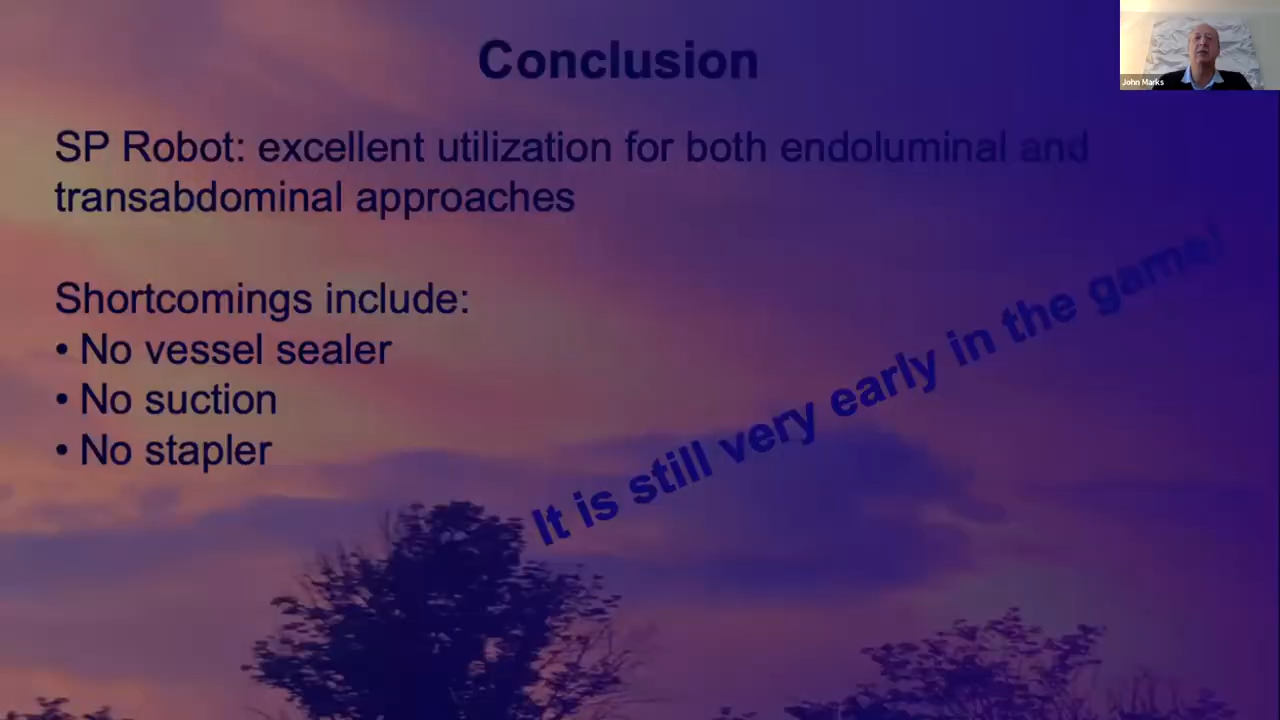 Conclusion
John Marks
SP Robot: excellent utilization for both endoluminal and
transabdominal approaches
Shortcomings include:
• No vessel sealer
• No suction
• No stapler
It is still very early in the game!